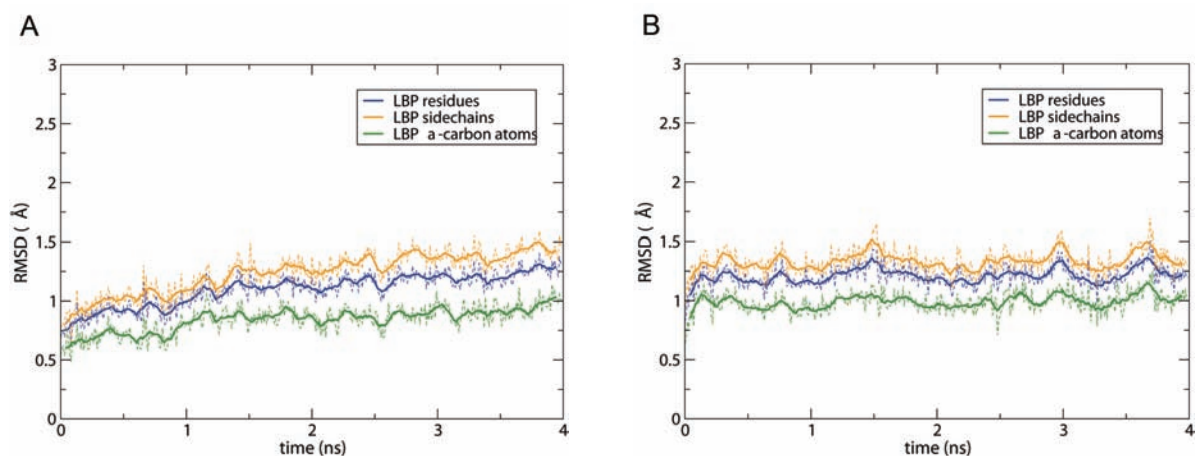 A
3
2.5
2
1.5
1
0.5
0
RMSD ( Å)
LBP residues
LBP sidechains
LBP a-carbon atoms
0 1 2 3 4
time (ns)
B
3
2.5
2
1.5
1
0.5
0
RMSD ( Å)
LBP residues
LBP sidechains
LBP a-carbon atoms
0 1 2 3 4
time (ns)